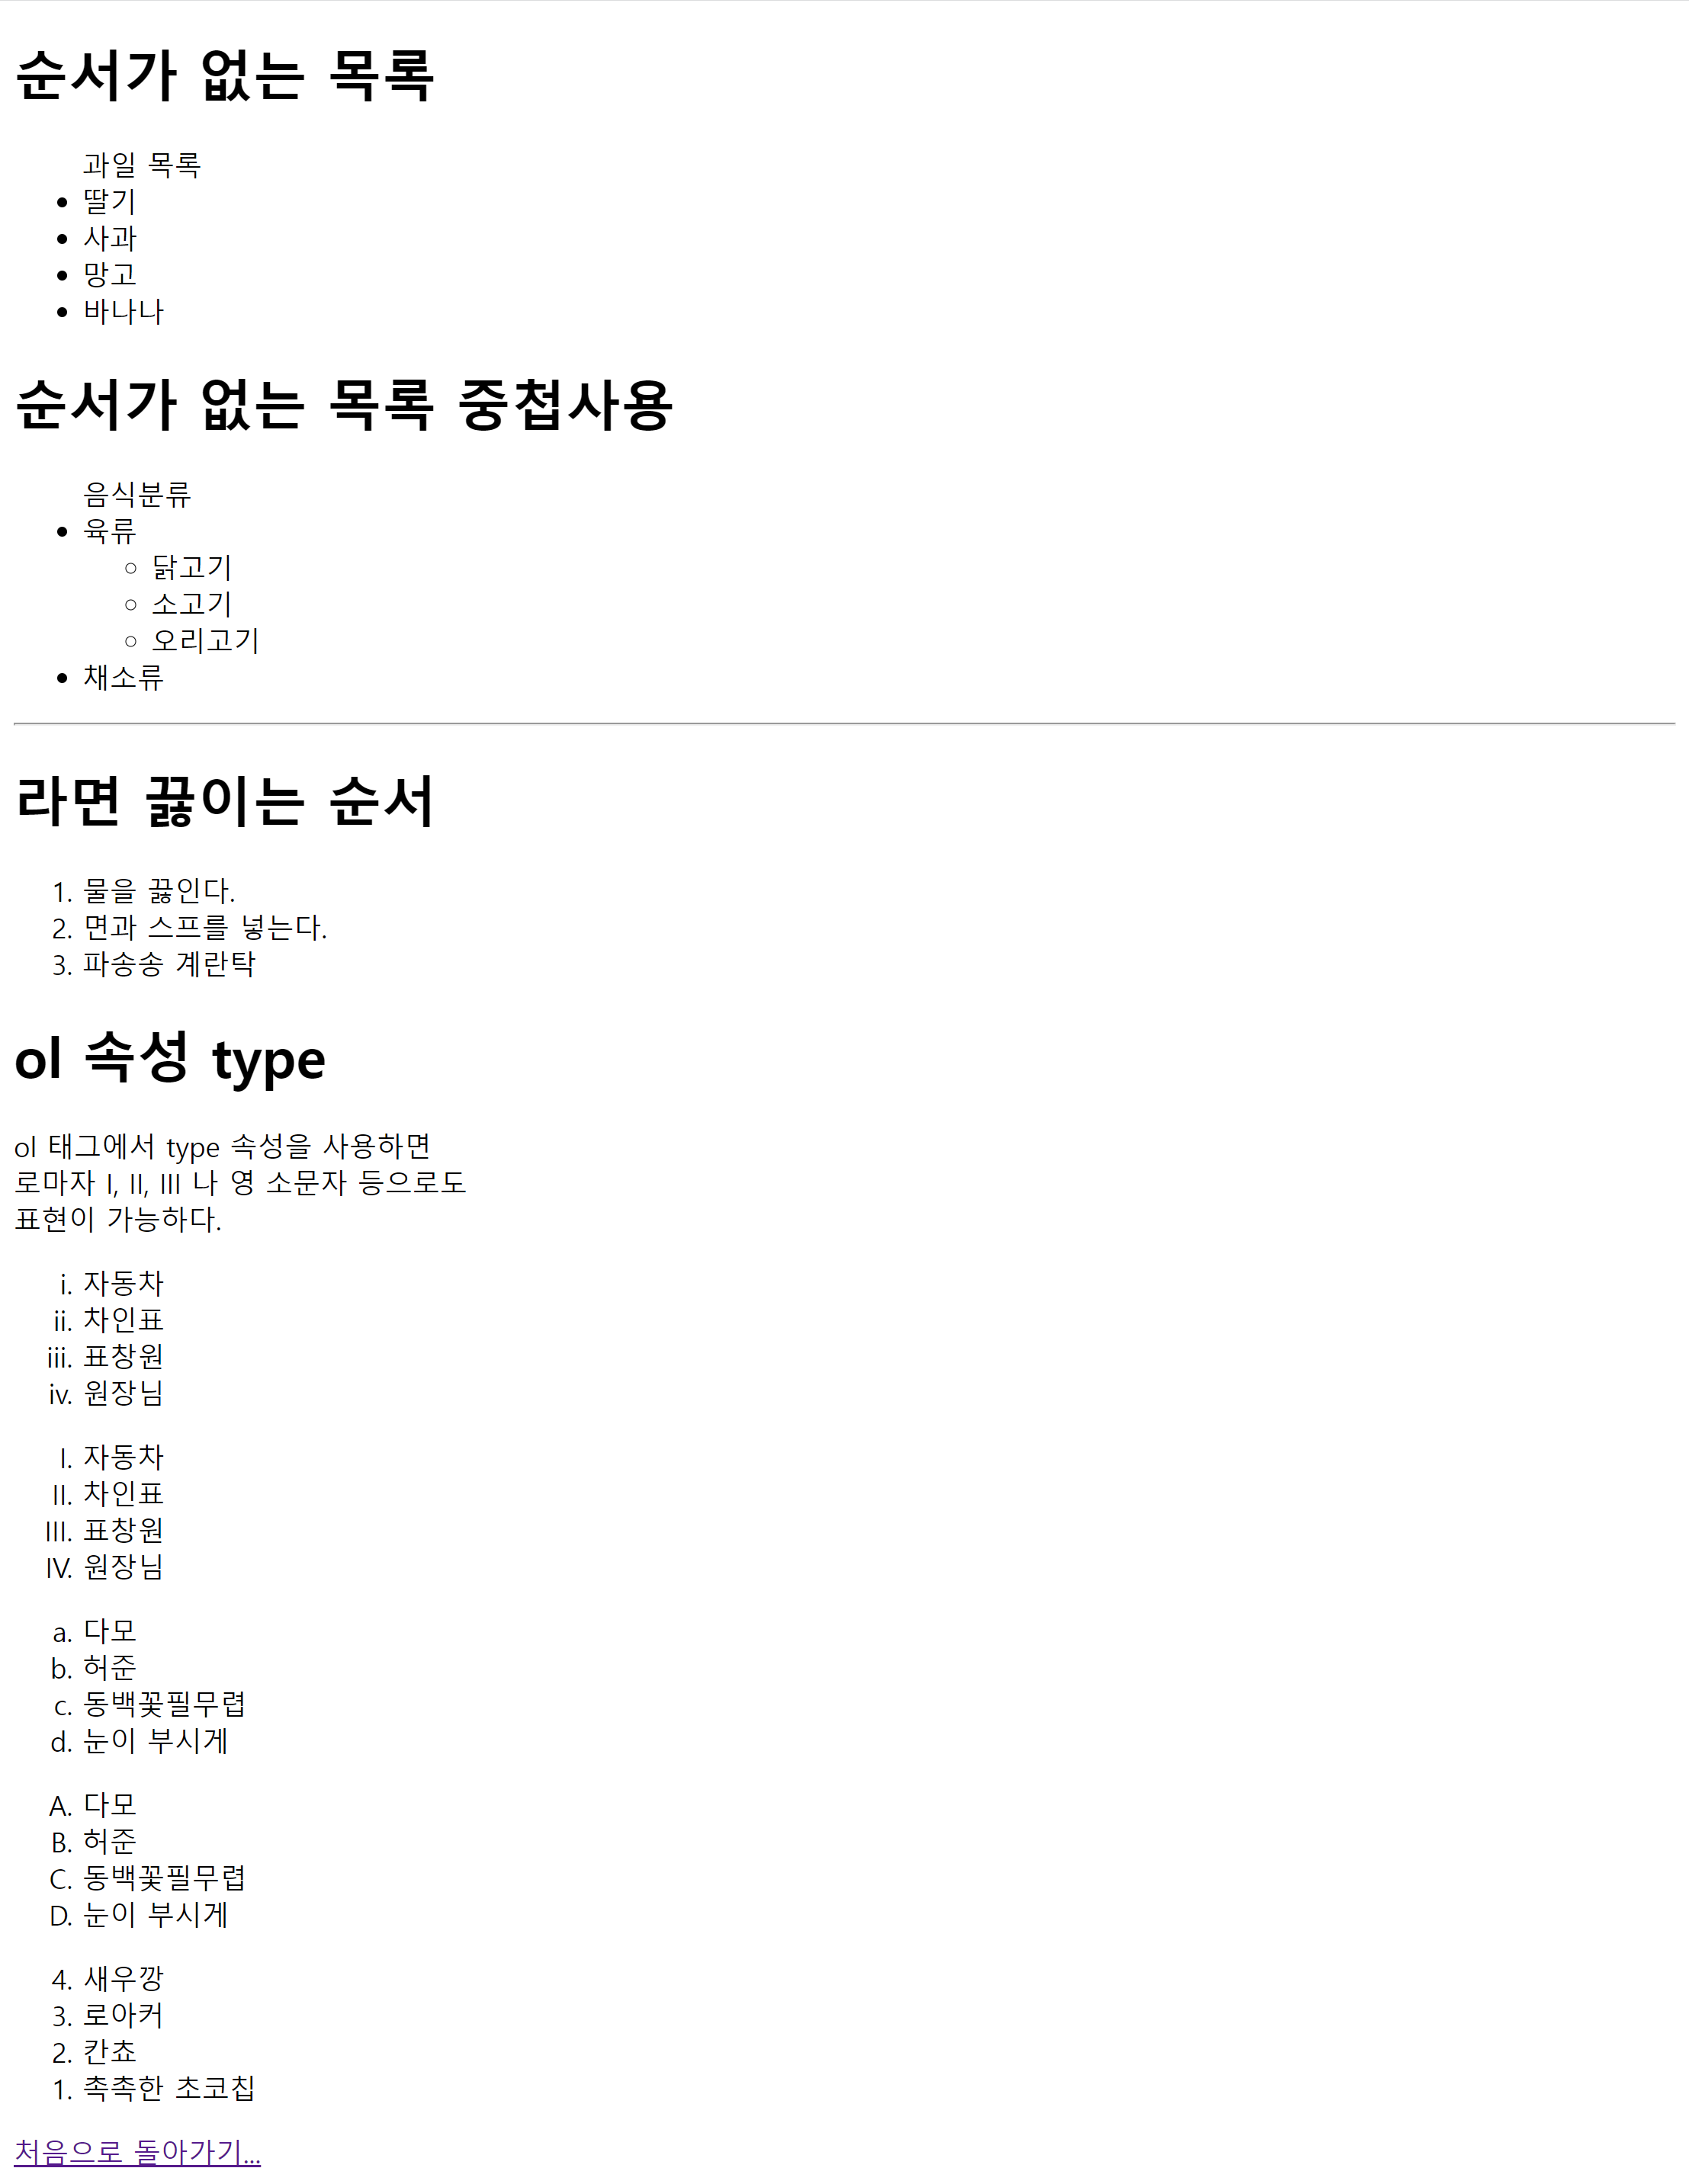 순서가 없는 목록
과일 목록
딸기
사과
망고
바나나
순서가 없는 목록 중첩사용
음식분류
육류
닭고기
소고기
오리고기
채소류
라면 끓이는 순서
1. 물을 끓인다.
2. 면과 스프를 넣는다.
3. 파송송 계란탁
ol 속성 type
ol 태그에서 type 속성을 사용하면
로마자 I, II, III 나 영 소문자 등으로도
표현이 가능하다.
i. 자동차
ii. 차인표
iii. 표창원
iv. 원장님
I. 자동차
II. 차인표
III. 표창원
IV. 원장님
a. 다모
b. 허준
c. 동백꽃필무렵
d. 눈이 부시게
A. 다모
B. 허준
C. 동백꽃필무렵
D. 눈이 부시게
4. 새우깡
3. 로아커
2. 칸쵸
1. 촉촉한 초코칩
처음으로 돌아가기...